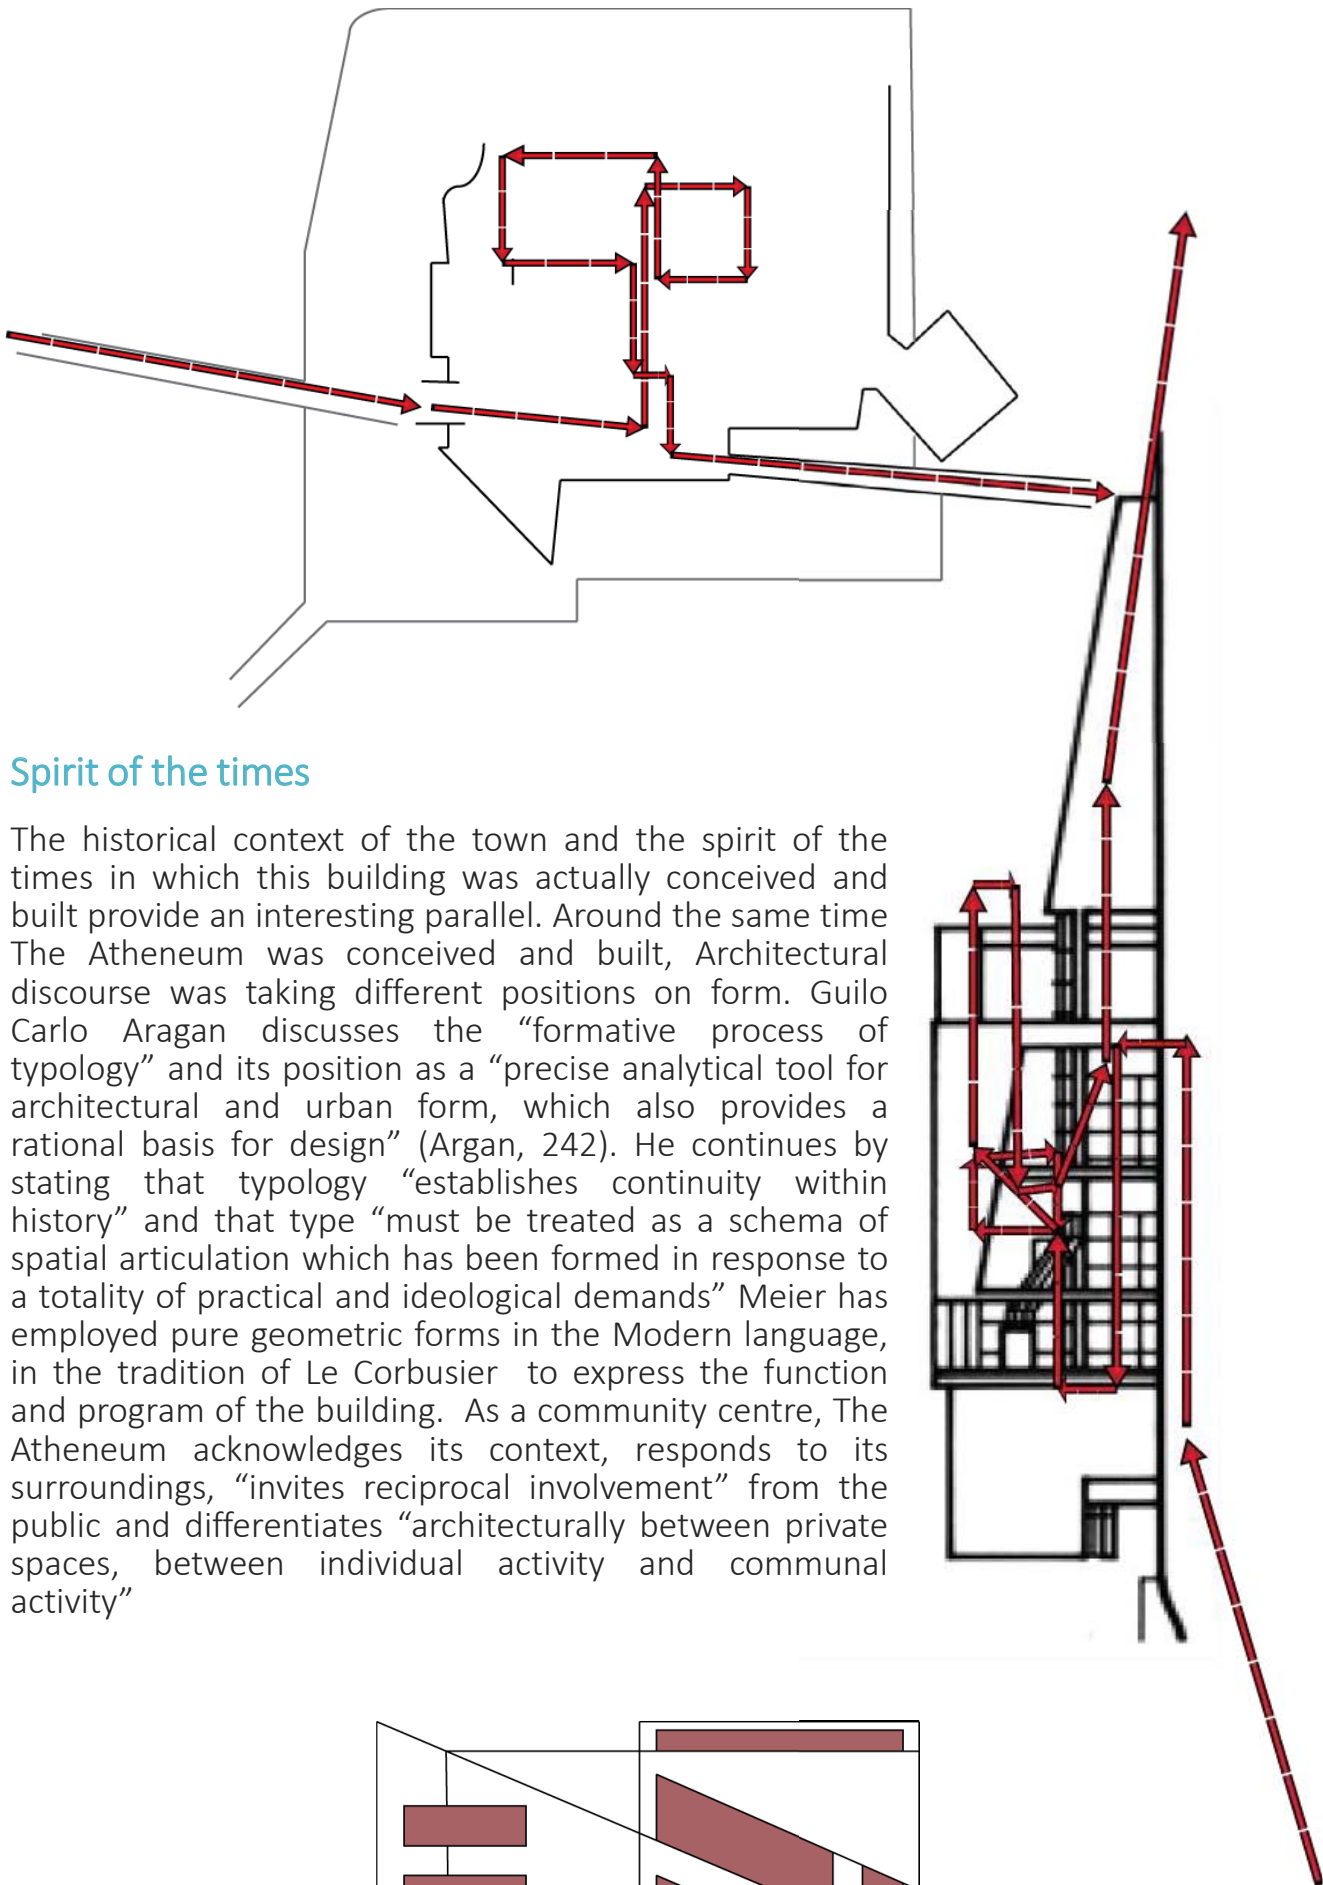 Spirit of the times
The historical context of the town and the spirit of the
times in which this building was actually conceived and
built provide an interesting parallel. Around the same time
The Atheneum was conceived and built, Architectural
discourse was taking different positions on form. Guilo
Carlo Aragan discusses the “formative process of
typology” and its position as a “precise analytical tool for
architectural and urban form, which also provides a
rational basis for design” (Argan, 242). He continues by
stating that typology “establishes continuity within
history” and that type “must be treated as a schema of
spatial articulation which has been formed in response to
a totality of practical and ideological demands” Meier has
employed pure geometric forms in the Modern language,
in the tradition of Le Corbusier to express the function
and program of the building. As a community centre, The
Atheneum acknowledges its context, responds to its
surroundings, “invites reciprocal involvement” from the
public and differentiates “architecturally between private
spaces, between individual activity and communal
activity”